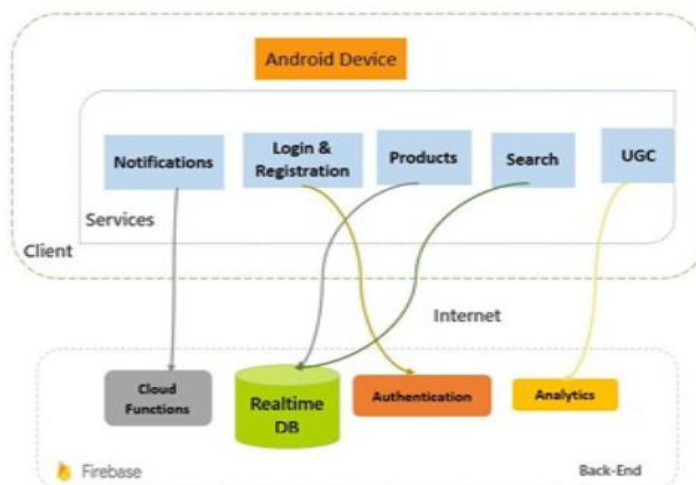 Android Device
Notifications
Login &
Registration
Products
Search
UGC
Services
Client
Internet
Cloud
Functions
Realtime
DB
Authentication
Analytics
Firebase
Back-End